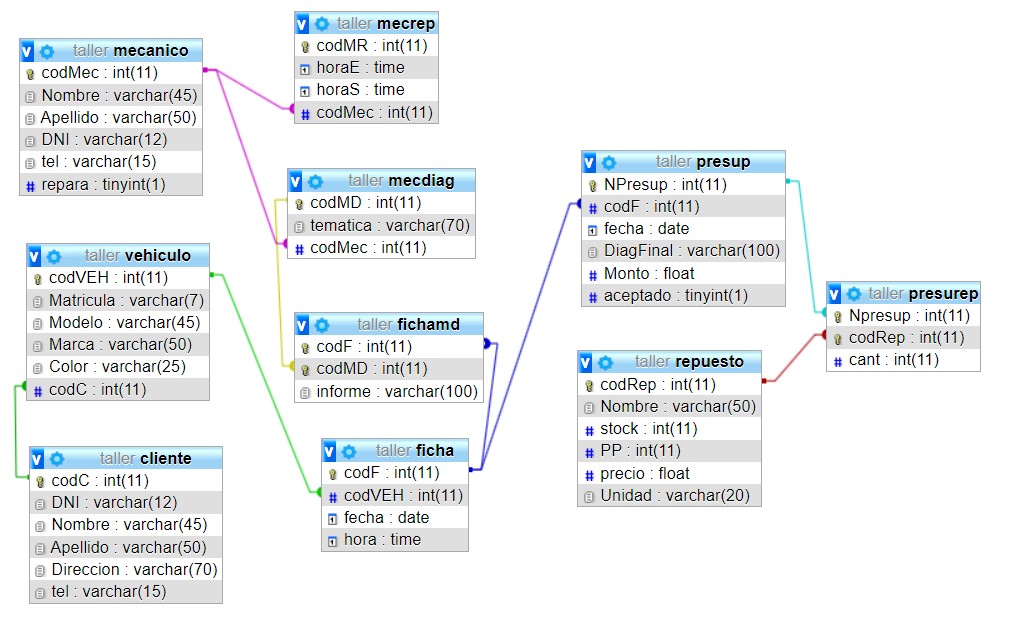 taller mecrep
codMR : int(11)
horaE : time
horaS : time
codMec : int(11)
taller mecanico
codMec : int(11)
Nombre : varchar(45)
Apellido : varchar(50)
DNI : varchar(12)
tel : varchar(15)
repara : tinyint(1)
taller mecdiag
codMD : int(11)
tematica : varchar(70)
codMec : int(11)
taller vehiculo
codVEH : int(11)
Matricula : varchar(7)
Modelo : varchar(45)
Marca : varchar(50)
Color : varchar(25)
codC : int(11)
taller fichamd
codF : int(11)
codMD : int(11)
informe : varchar(100)
taller cliente
codC : int(11)
DNI : varchar(12)
Nombre : varchar(45)
Apellido : varchar(50)
Direccion : varchar(70)
tel : varchar(15)
taller ficha
codF : int(11)
codVEH : int(11)
fecha : date
hora : time
taller presup
NPresup : int(11)
codF : int(11)
fecha : date
DiagFinal : varchar(100)
Monto : float
aceptado : tinyint(1)
taller repuesto
codRep : int(11)
Nombre : varchar(50)
stock : int(11)
PP : int(11)
precio : float
Unidad : varchar(20)
taller presurep
Npresup : int(11)
codRep : int(11)
cant : int(11)